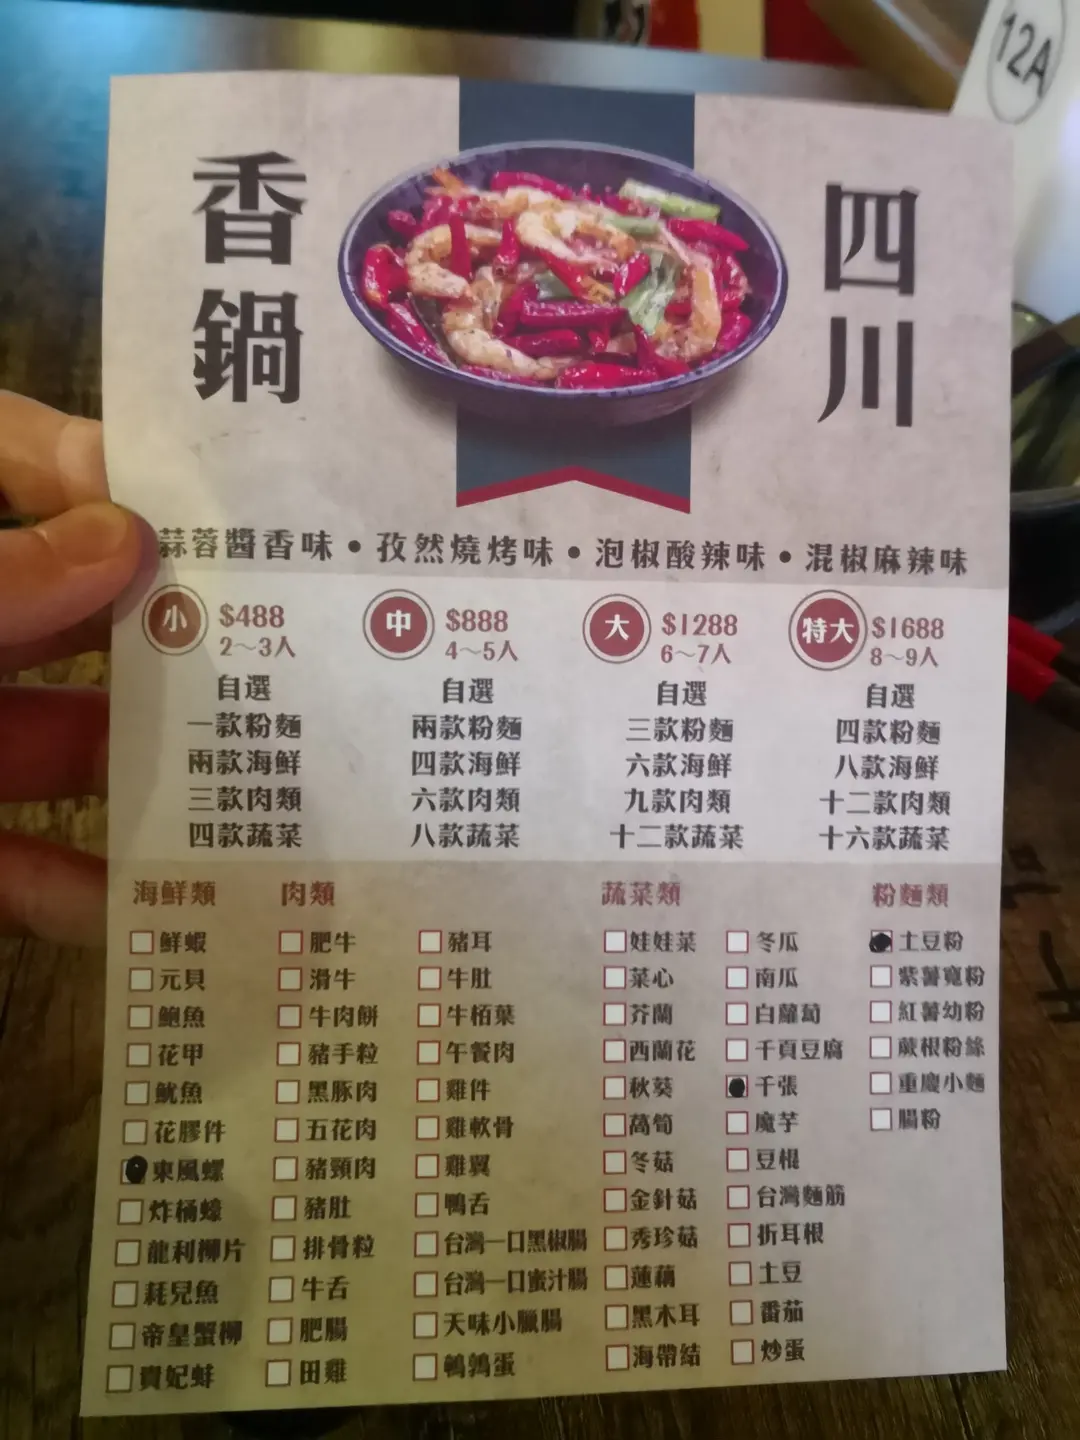 12A
四川
香鍋
蒜蓉醬香味•孜然燒烤味•泡椒酸辣味•混椒麻辣味
小 $488 2～3人
自選
一款粉麵
兩款海鮮
三款肉類
四款蔬菜
中 $888 4～5人
自選
兩款粉麵
四款海鮮
六款肉類
八款蔬菜
大 $1288 6～7人
自選
三款粉麵
六款海鮮
九款肉類
十二款蔬菜
特大 $1688 8～9人
自選
四款粉麵
八款海鮮
十二款肉類
十六款蔬菜
海鮮類
鮮蝦
元貝
鮑魚
花甲
魷魚
花膠件
東風螺
炸桶蠔
龍利柳片
耗兒魚
帝皇蟹柳
貴妃蚌
肉類
肥牛
滑牛
牛肉餅
豬手粒
黑豚肉
五花肉
豬頸肉
豬肚
排骨粒
牛舌
肥腸
田雞
豬耳
牛肚
牛栢葉
午餐肉
雞件
雞軟骨
雞翼
鴨舌
台灣一口黑椒腸
台灣一口蜜汁腸
天味小臘腸
鵪鶉蛋
蔬菜類
娃娃菜
菜心
芥蘭
西蘭花
秋葵
萵筍
冬菇
金針菇
秀珍菇
蓮藕
黑木耳
海帶結
冬瓜
南瓜
白蘿蔔
千頁豆腐
千張
魔芋
豆棍
台灣麵筋
折耳根
土豆
番茄
炒蛋
粉麵類
土豆粉
紫薯寬粉
紅薯幼粉
蕨根粉絲
重慶小麵
腸粉